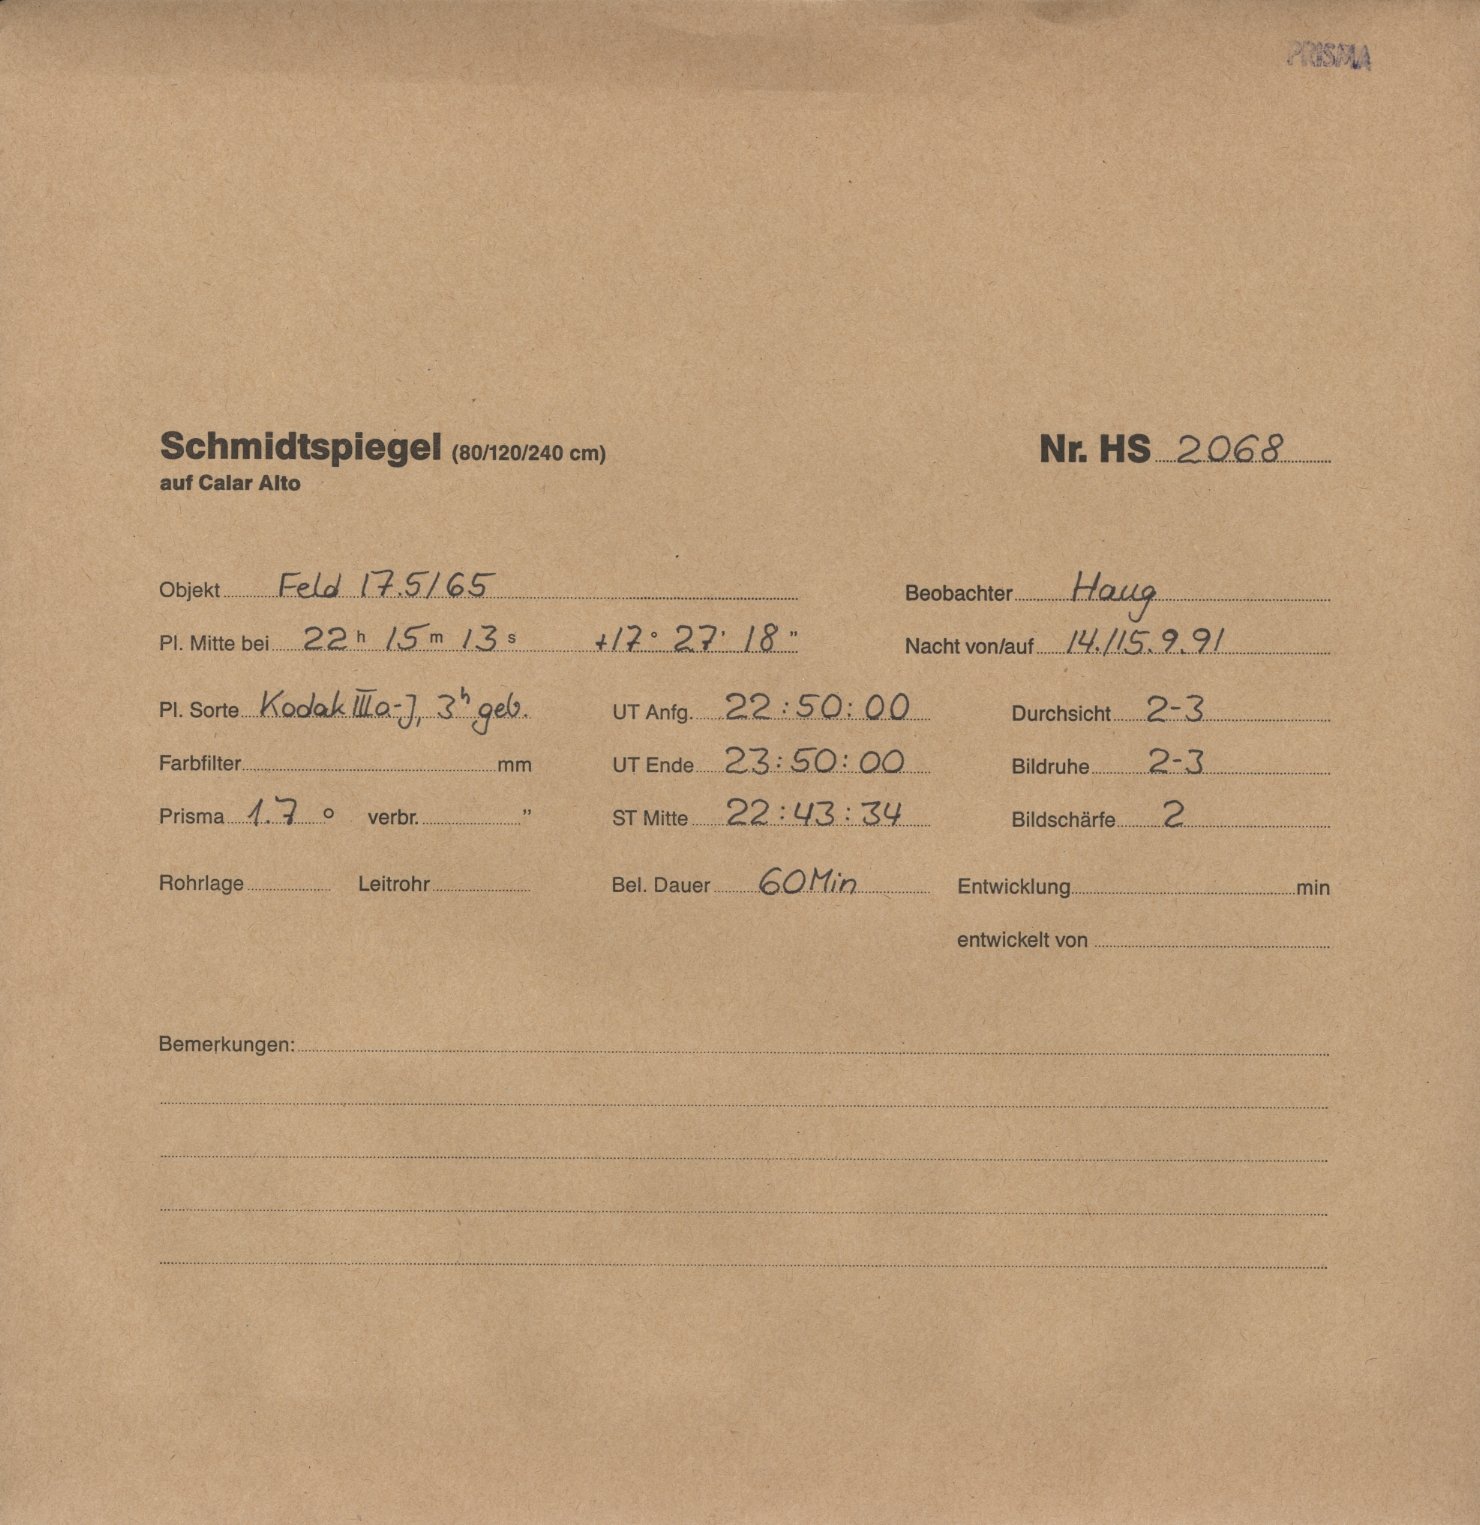 PRISMA
Schmidtspiegel (80/120/240 cm) Nr. HS 2068
auf Calar Alto
Objekt Feld 17.5/65 Beobachter Haug
Pl. Mitte bei 22 h 15 m 13 s +17° 27' 18" Nacht von/auf 14./15.9.91
Pl. Sorte Kodak IIIa-J, 3h geb. UT Anfg. 22:50:00 Durchsicht 2-3
Farbfilter mm UT Ende 23:50:00 Bildruhe 2-3
Prisma 1.7 ° verbr. " ST Mitte 22:43:34 Bildschärfe 2
Rohrlage Leitrohr Bel. Dauer 60 Min Entwicklung min
entwickelt von
Bemerkungen: